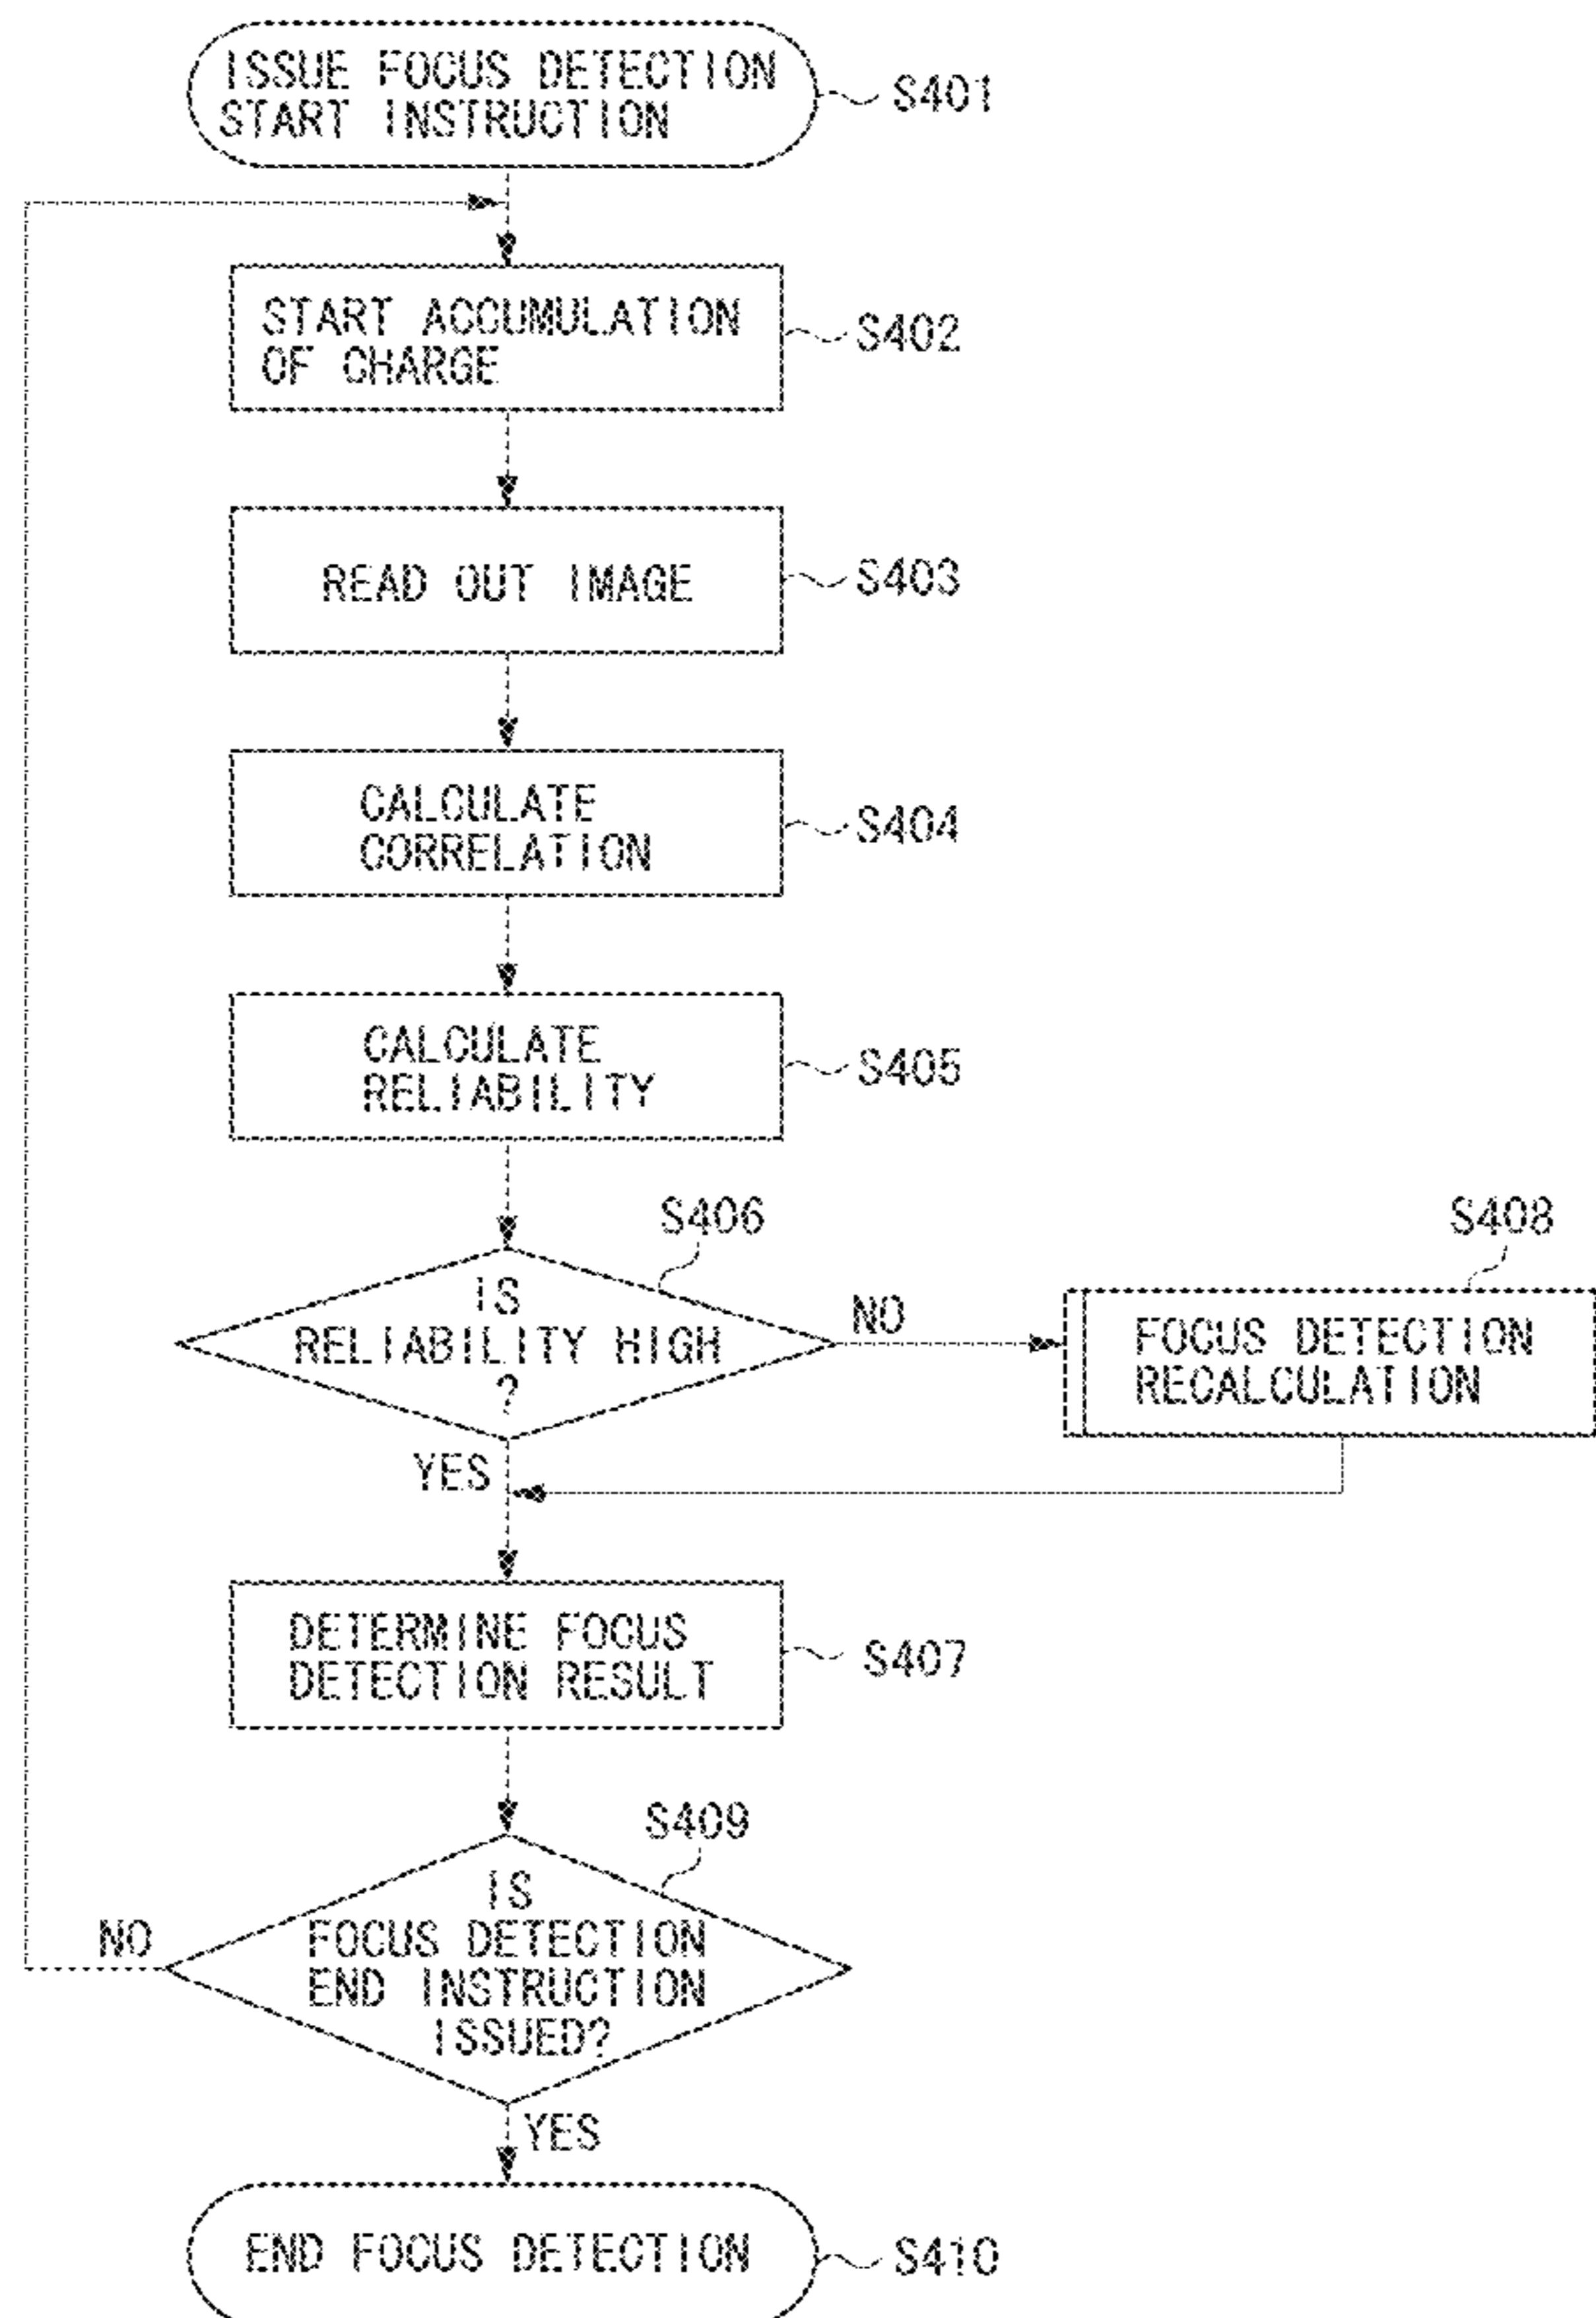 ISSUE FOCUS DETECTION
START INSTRUCTION
S401
START ACCUMULATION
OF CHARGE
S402
READ OUT IMAGE
S403
CALCULATE
CORRELATION
S404
CALCULATE
RELIABILITY
S405
S406
IS
RELIABILITY HIGH
?
NO
YES
S408
FOCUS DETECTION
RECALCULATION
DETERMINE FOCUS
DETECTION RESULT
S407
S409
IS
FOCUS DETECTION
END INSTRUCTION
ISSUED?
NO
YES
END FOCUS DETECTION
S410